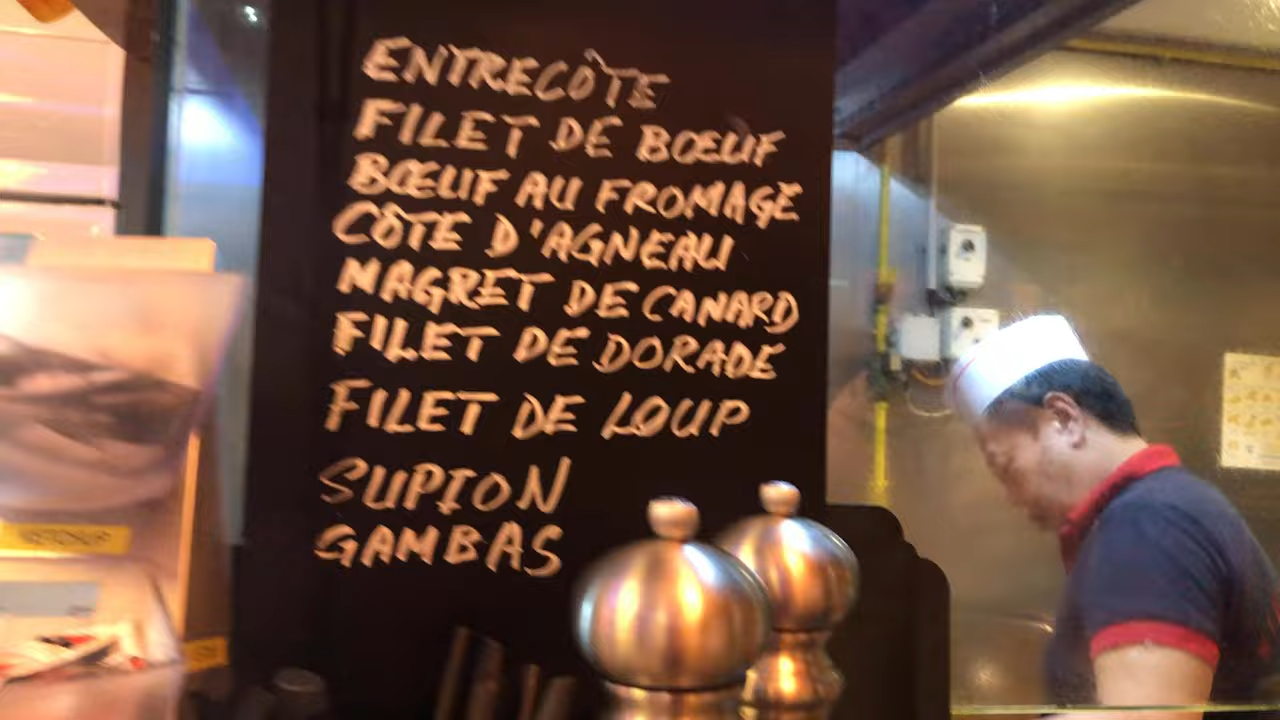 ENTRECÔTE
FILET DE BŒUF
BŒUF AU FROMAGE
CÔTE D'AGNEAU
MAGRET DE CANARD
FILET DE DORADE
FILET DE LOUP
SUPION
GAMBAS